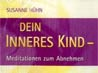 SUSANNE HÜHN
DEIN
INNERES KIND –
Meditationen zum Abnehmen